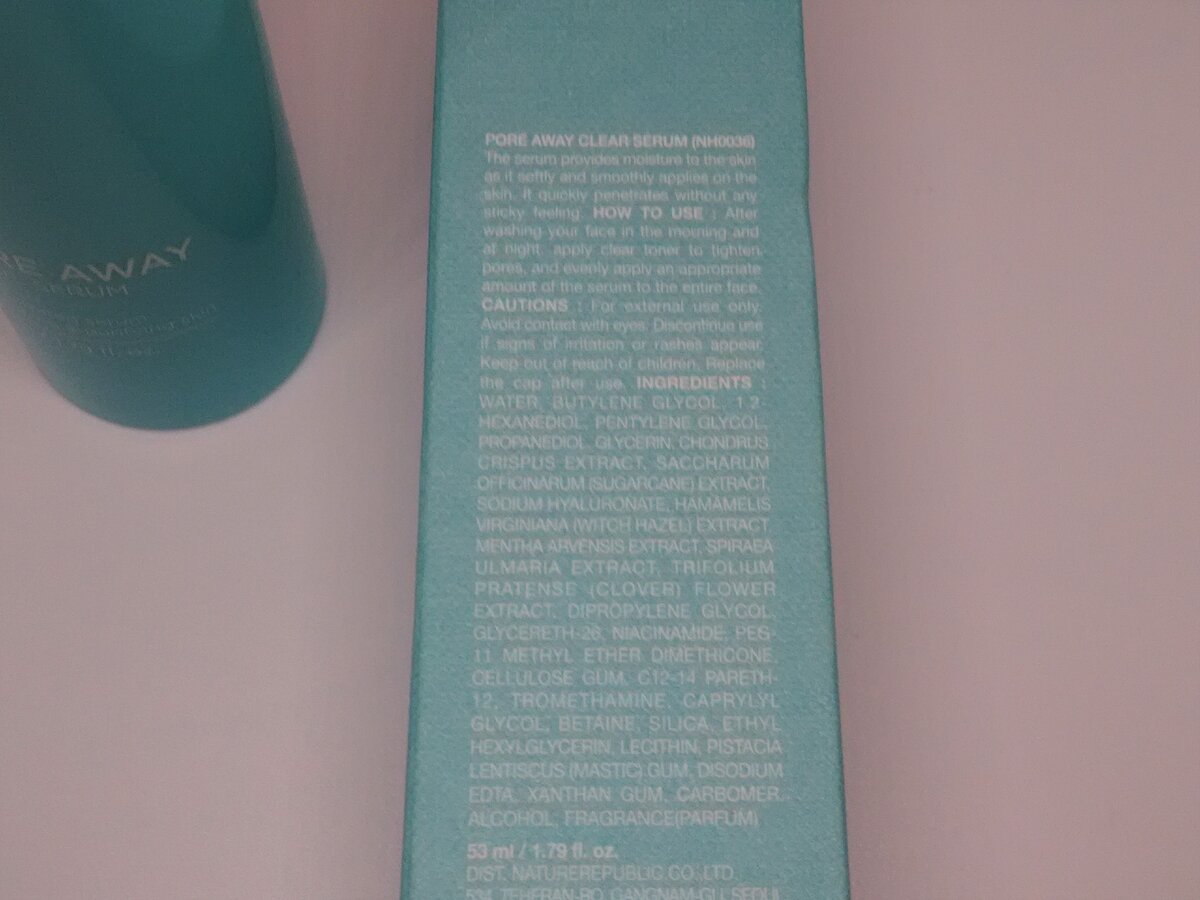 RE AWAY
SERUM
PORE AWAY CLEAR SERUM (NH0036)
The serum provides moisture to the skin
as it softly and smoothly applies on the
skin. It quickly penetrates without any
sticky feeling. HOW TO USE : After
washing your face in the morning and
at night, apply clear toner to tighten
pores, and evenly apply an appropriate
amount of the serum to the entire face.
CAUTIONS : For external use only.
Avoid contact with eyes. Discontinue use
if signs of irritation or rashes appear.
Keep out of reach of children. Replace
the cap after use. INGREDIENTS :
WATER, BUTYLENE GLYCOL, 1,2-
HEXANEDIOL, PENTYLENE GLYCOL,
PROPANEDIOL, GLYCERIN, CHONDRUS
CRISPUS EXTRACT, SACCHARUM
OFFICINARUM (SUGARCANE) EXTRACT,
SODIUM HYALURONATE, HAMAMELIS
VIRGINIANA (WITCH HAZEL) EXTRACT,
MENTHA ARVENSIS EXTRACT, SPIRAEA
ULMARIA EXTRACT, TRIFOLIUM
PRATENSE (CLOVER) FLOWER
EXTRACT, DIPROPYLENE GLYCOL,
GLYCERETH-26, NIACINAMIDE, PEG-
11 METHYL ETHER DIMETHICONE,
CELLULOSE GUM, C12-14 PARETH-
12, TROMETHAMINE, CAPRYLYL
GLYCOL, BETAINE, SILICA, ETHYL
HEXYLGLYCERIN, LECITHIN, PISTACIA
LENTISCUS (MASTIC) GUM, DISODIUM
EDTA, XANTHAN GUM, CARBOMER,
ALCOHOL, FRAGRANCE(PARFUM)
53 ml / 1.79 fl. oz.
DIST. NATUREREPUBLIC.CO.,LTD.
534, TEHERAN-RO, GANGNAM-GU, SEOUL